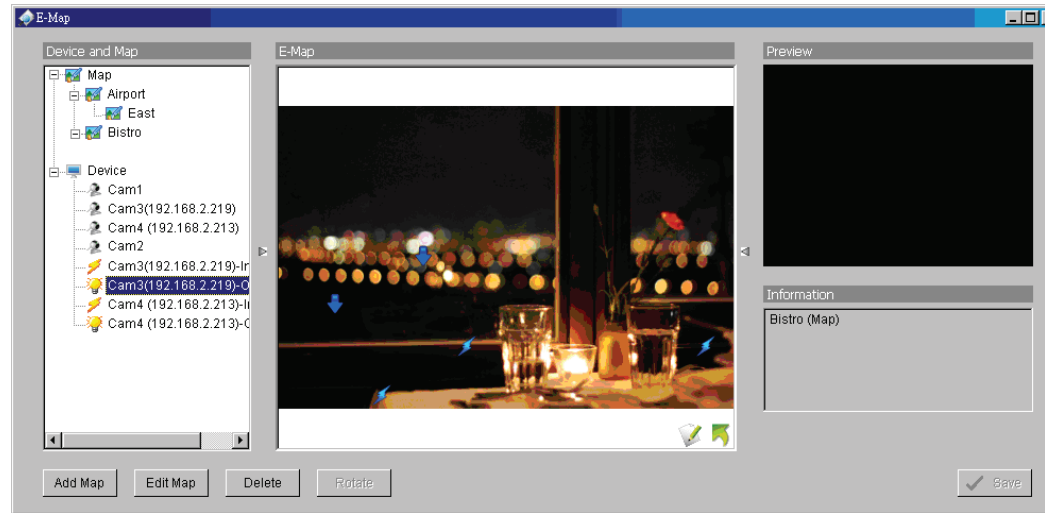 E-Map
Device and Map
E-Map
Preview
Map
Airport
East
Bistro
Device
Cam1
Cam3(192.168.2.219)
Cam4 (192.168.2.213)
Cam2
Cam3(192.168.2.219)-Ir
Cam3(192.168.2.219)-O
Cam4 (192.168.2.213)-I
Cam4 (192.168.2.213)-C
Information
Bistro (Map)
Add Map
Edit Map
Delete
Rotate
Save